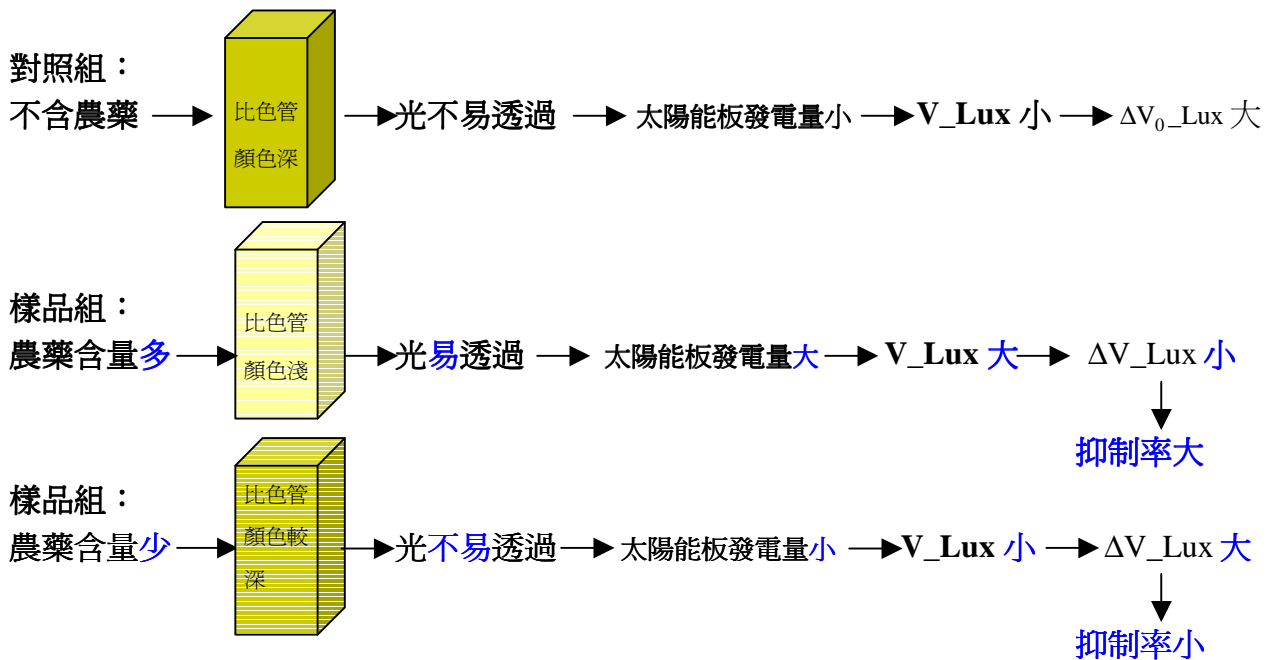 對照組：
不含農藥
比色管
顏色深
光不易透過
太陽能板發電量小
V_Lux 小
ΔV₀_Lux 大
樣品組：
農藥含量多
比色管
顏色淺
光易透過
太陽能板發電量大
V_Lux 大
ΔV_Lux 小
抑制率大
樣品組：
農藥含量少
比色管
顏色較
深
光不易透過
太陽能板發電量小
V_Lux 小
ΔV_Lux 大
抑制率小